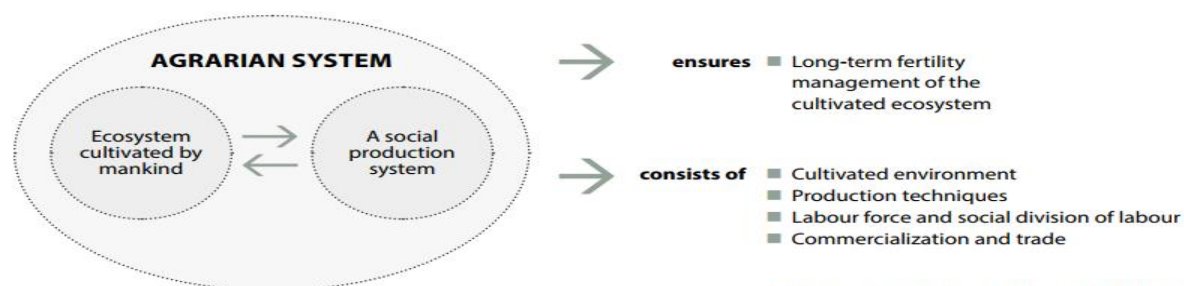 AGRARIAN SYSTEM
Ecosystem
cultivated by
mankind
A social
production
system
ensures ■ Long-term fertility
management of the
cultivated ecosystem
consists of ■ Cultivated environment
■ Production techniques
■ Labour force and social division of labour
■ Commercialization and trade